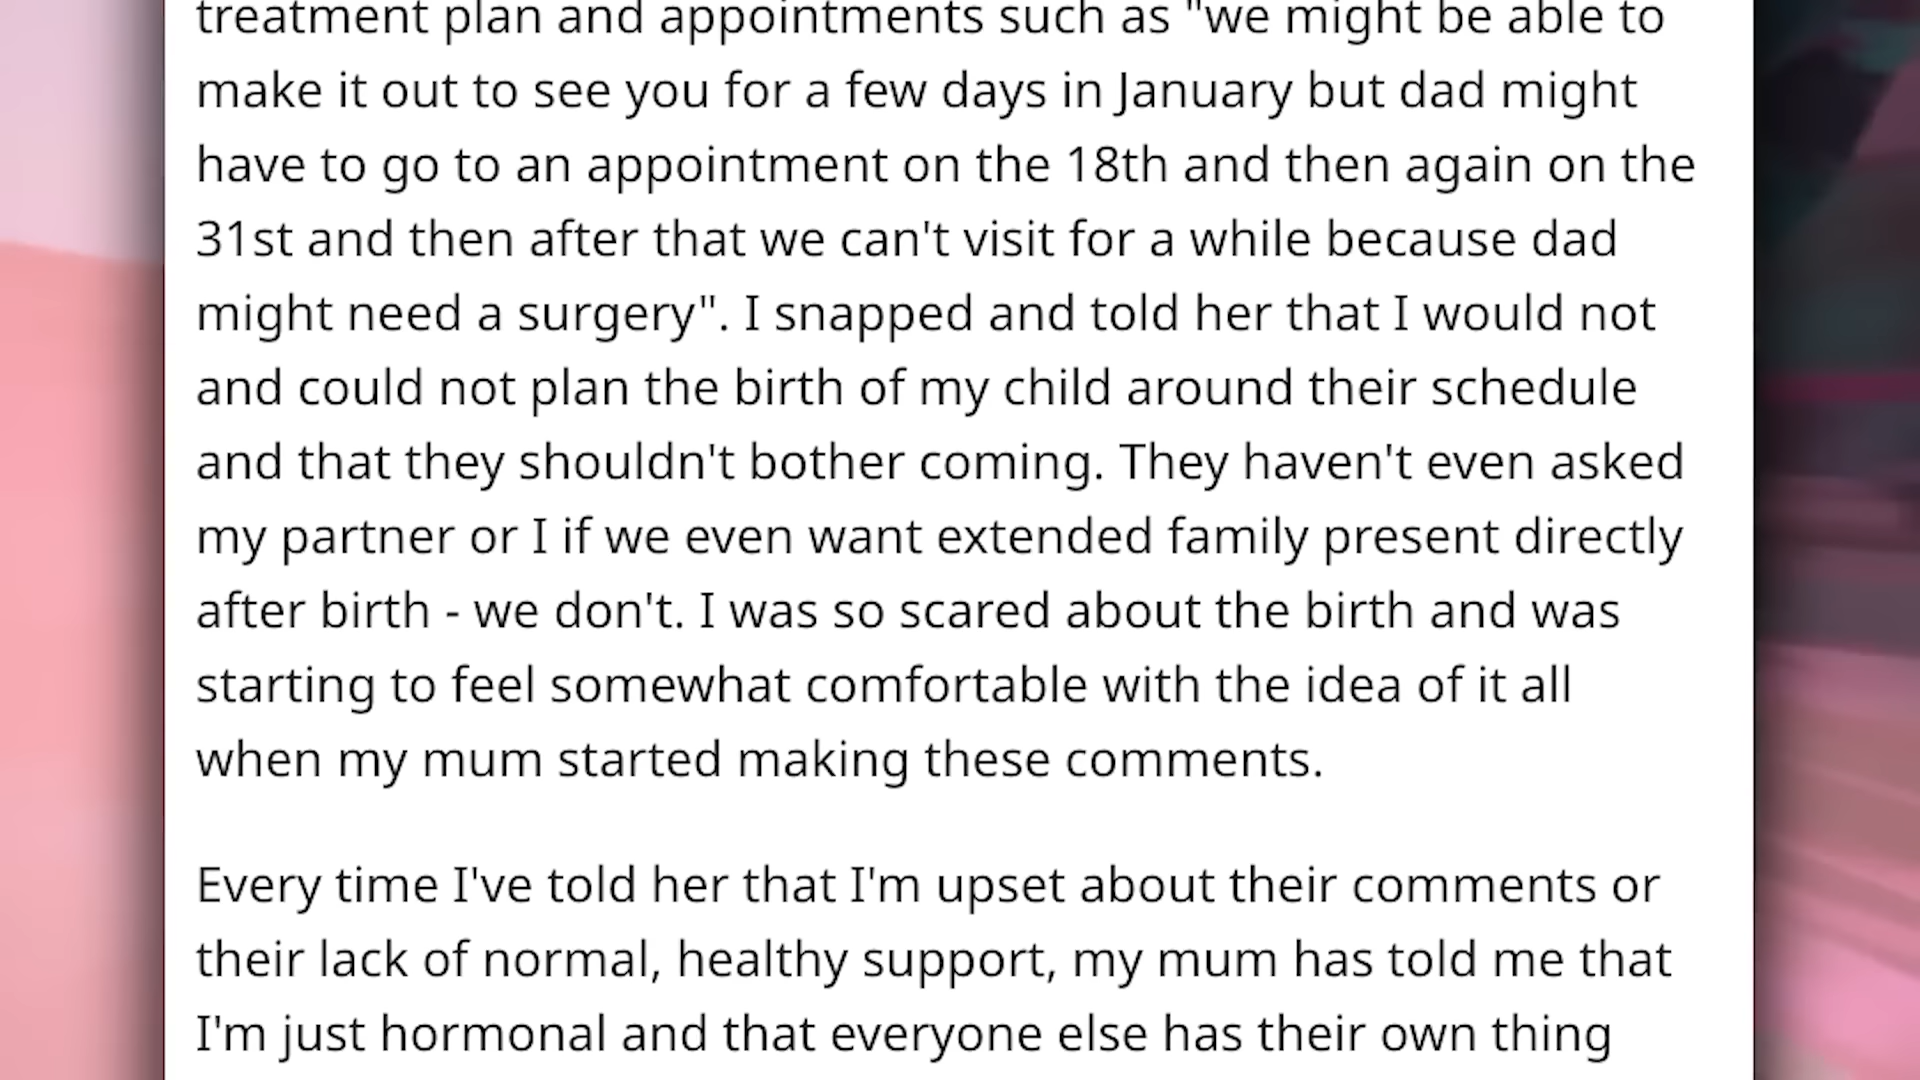 treatment plan and appointments such as "we might be able to
make it out to see you for a few days in January but dad might
have to go to an appointment on the 18th and then again on the
31st and then after that we can't visit for a while because dad
might need a surgery". I snapped and told her that I would not
and could not plan the birth of my child around their schedule
and that they shouldn't bother coming. They haven't even asked
my partner or I if we even want extended family present directly
after birth - we don't. I was so scared about the birth and was
starting to feel somewhat comfortable with the idea of it all
when my mum started making these comments.
Every time I've told her that I'm upset about their comments or
their lack of normal, healthy support, my mum has told me that
I'm just hormonal and that everyone else has their own thing